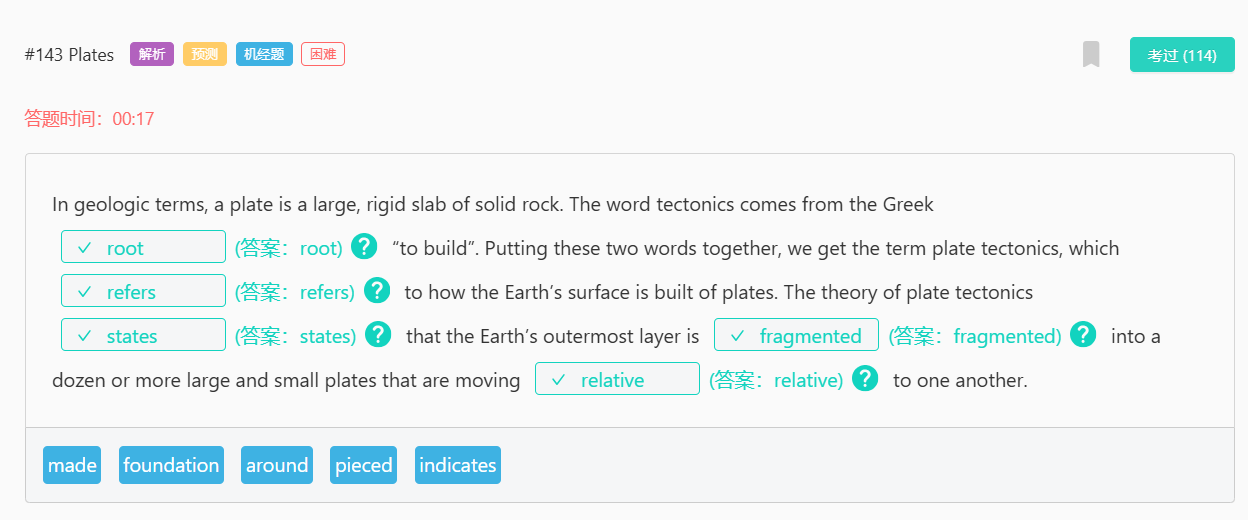 #143 Plates 解析 预测 机经题 困难 考过 (114)
答题时间：00:17
In geologic terms, a plate is a large, rigid slab of solid rock. The word tectonics comes from the Greek
✓ root (答案：root) ? “to build”. Putting these two words together, we get the term plate tectonics, which
✓ refers (答案：refers) ? to how the Earth’s surface is built of plates. The theory of plate tectonics
✓ states (答案：states) ? that the Earth’s outermost layer is ✓ fragmented (答案：fragmented) ? into a
dozen or more large and small plates that are moving ✓ relative (答案：relative) ? to one another.
made foundation around pieced indicates